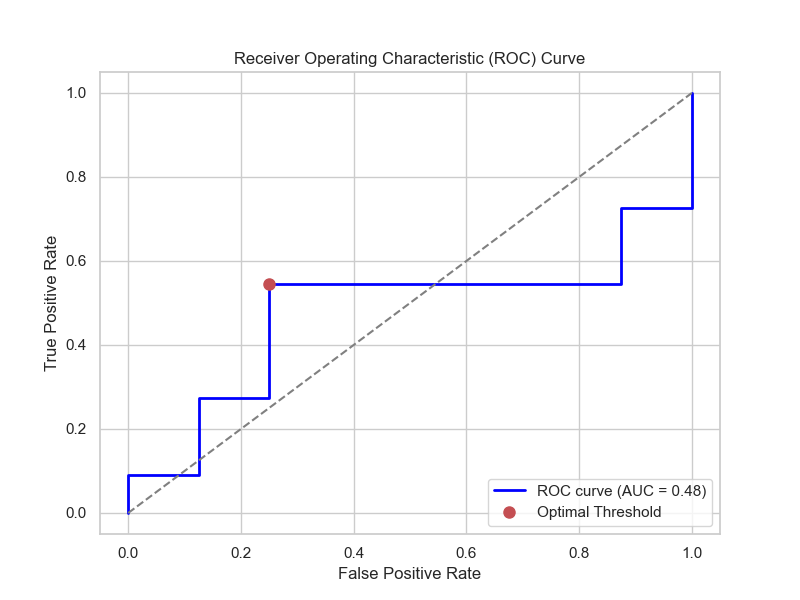 Receiver Operating Characteristic (ROC) Curve
True Positive Rate
1.0
0.8
0.6
0.4
0.2
0.0
0.0 0.2 0.4 0.6 0.8 1.0
False Positive Rate
ROC curve (AUC = 0.48)
Optimal Threshold